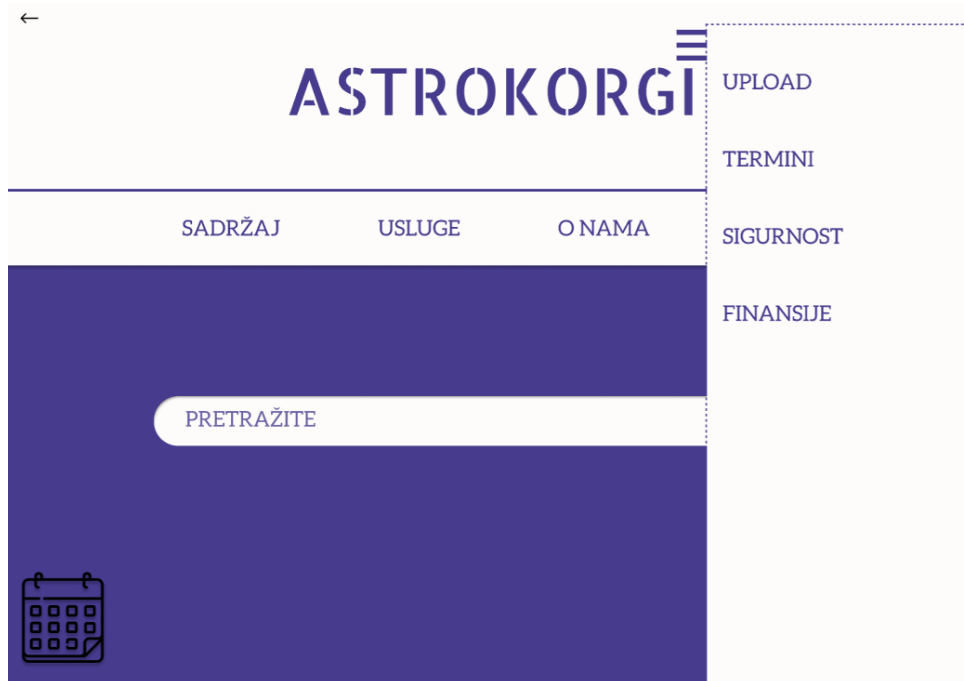 ASTROKORGI
SADRŽAJ
USLUGE
O NAMA
PRETRAŽITE
UPLOAD
TERMINI
SIGURNOST
FINANSIJE